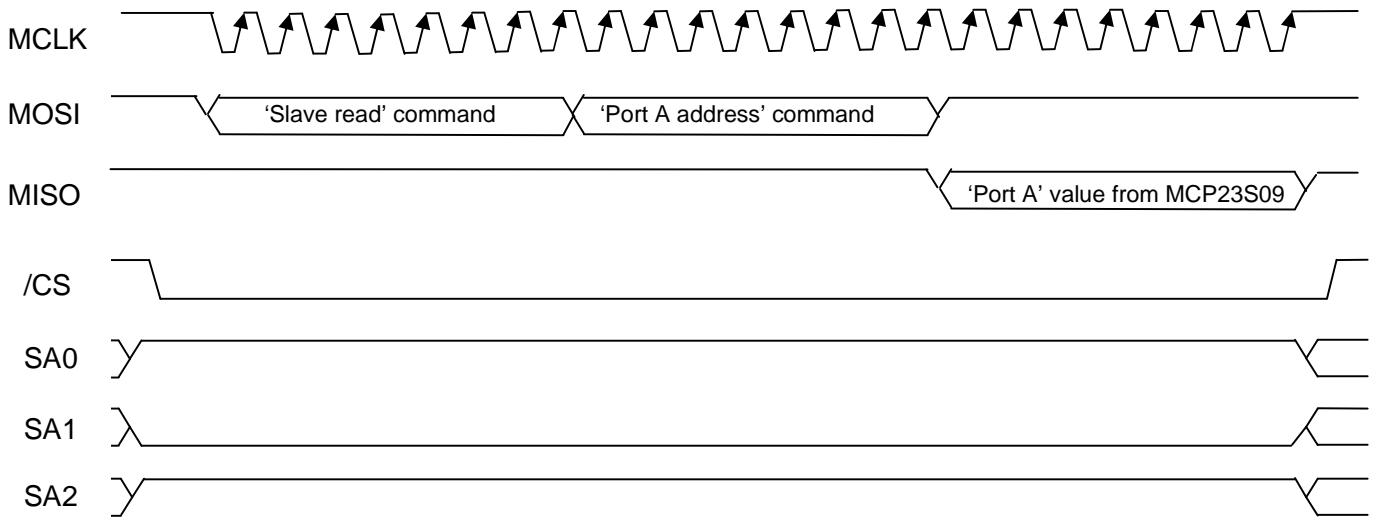 MCLK
MOSI
‘Slave read’ command
‘Port A address’ command
MISO
‘Port A’ value from MCP23S09
/CS
SA0
SA1
SA2